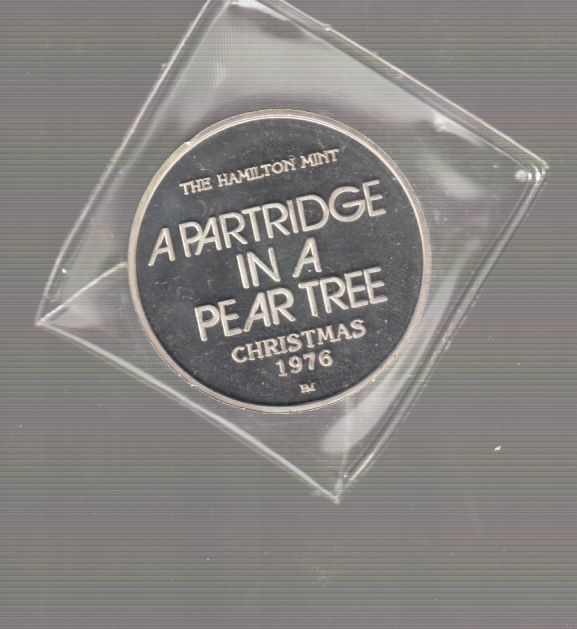 THE HAMILTON MINT
A PARTRIDGE
IN A
PEAR TREE
CHRISTMAS
1976